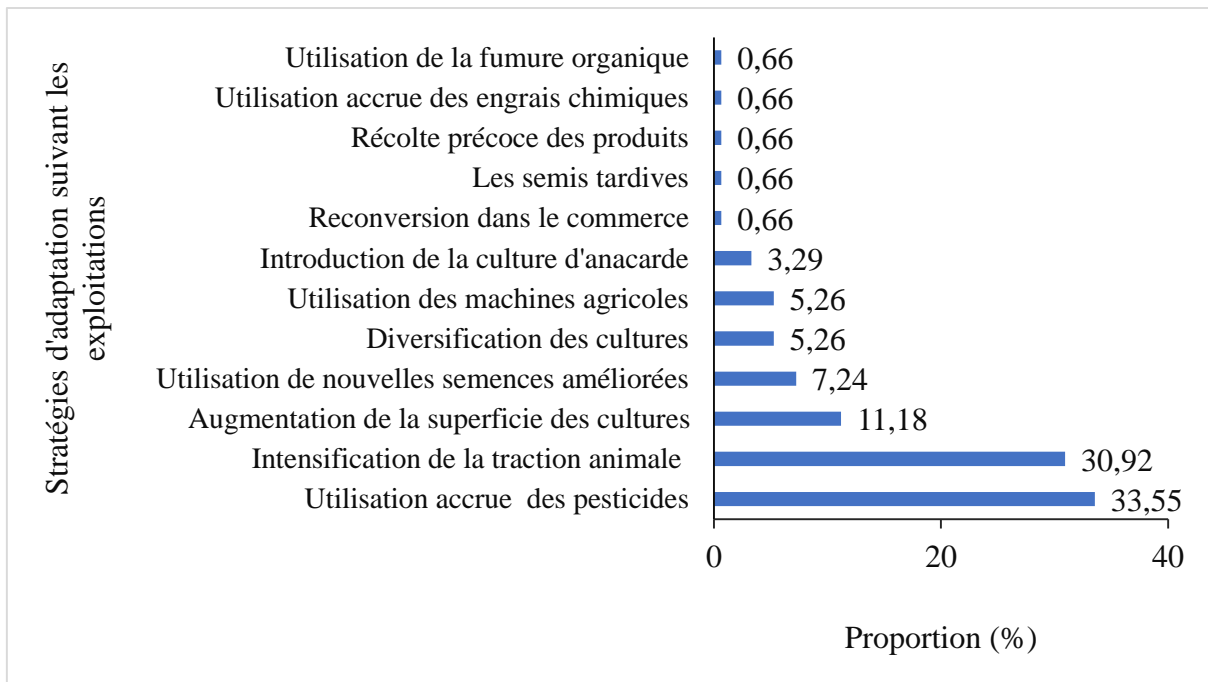 Stratégies d'adaptation suivant les
exploitations
Utilisation de la fumure organique 0,66
Utilisation accrue des engrais chimiques 0,66
Récolte précoce des produits 0,66
Les semis tardives 0,66
Reconversion dans le commerce 0,66
Introduction de la culture d'anacarde 3,29
Utilisation des machines agricoles 5,26
Diversification des cultures 5,26
Utilisation de nouvelles semences améliorées 7,24
Augmentation de la superficie des cultures 11,18
Intensification de la traction animale 30,92
Utilisation accrue des pesticides 33,55
0 20 40
Proportion (%)